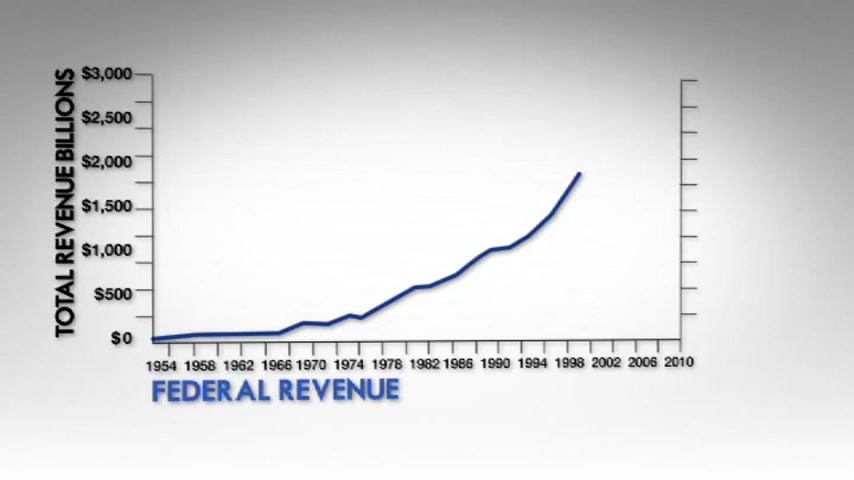 TOTAL REVENUE BILLIONS
$3,000
$2,500
$2,000
$1,500
$1,000
$500
$0
1954 1958 1962 1966 1970 1974 1978 1982 1986 1990 1994 1998 2002 2006 2010
FEDERAL REVENUE